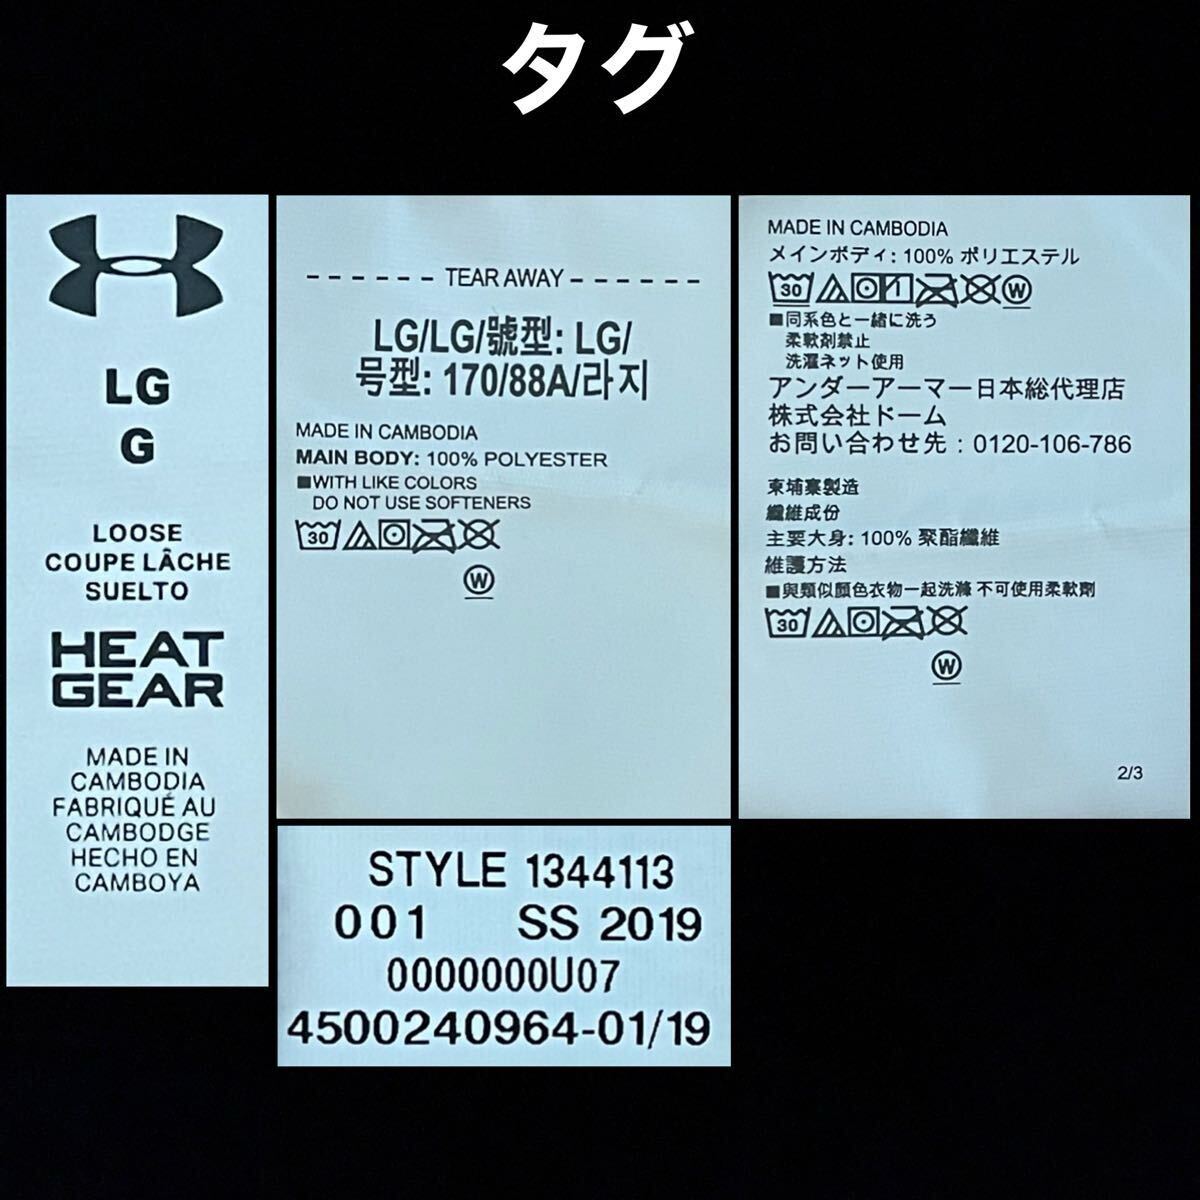 タグ
LG
G
LOOSE
COUPE LÂCHE
SUELTO
HEAT
GEAR
MADE IN
CAMBODIA
FABRIQUÉ AU
CAMBODGE
HECHO EN
CAMBOYA
- - - - - - TEAR AWAY - - - - - -
LG/LG/號型: LG/
号型: 170/88A/라지
MADE IN CAMBODIA
MAIN BODY: 100% POLYESTER
■WITH LIKE COLORS
DO NOT USE SOFTENERS
30
W
MADE IN CAMBODIA
メインボディ: 100% ポリエステル
30 W
■同系色と一緒に洗う
柔軟剤禁止
洗濯ネット使用
アンダーアーマー日本総代理店
株式会社ドーム
お問い合わせ先：0120-106-786
柬埔寨製造
纖維成份
主要大身: 100% 聚酯纖維
維護方法
■與類似顏色衣物一起洗滌 不可使用柔軟劑
30
W
2/3
STYLE 1344113
001 SS 2019
0000000U07
4500240964-01/19